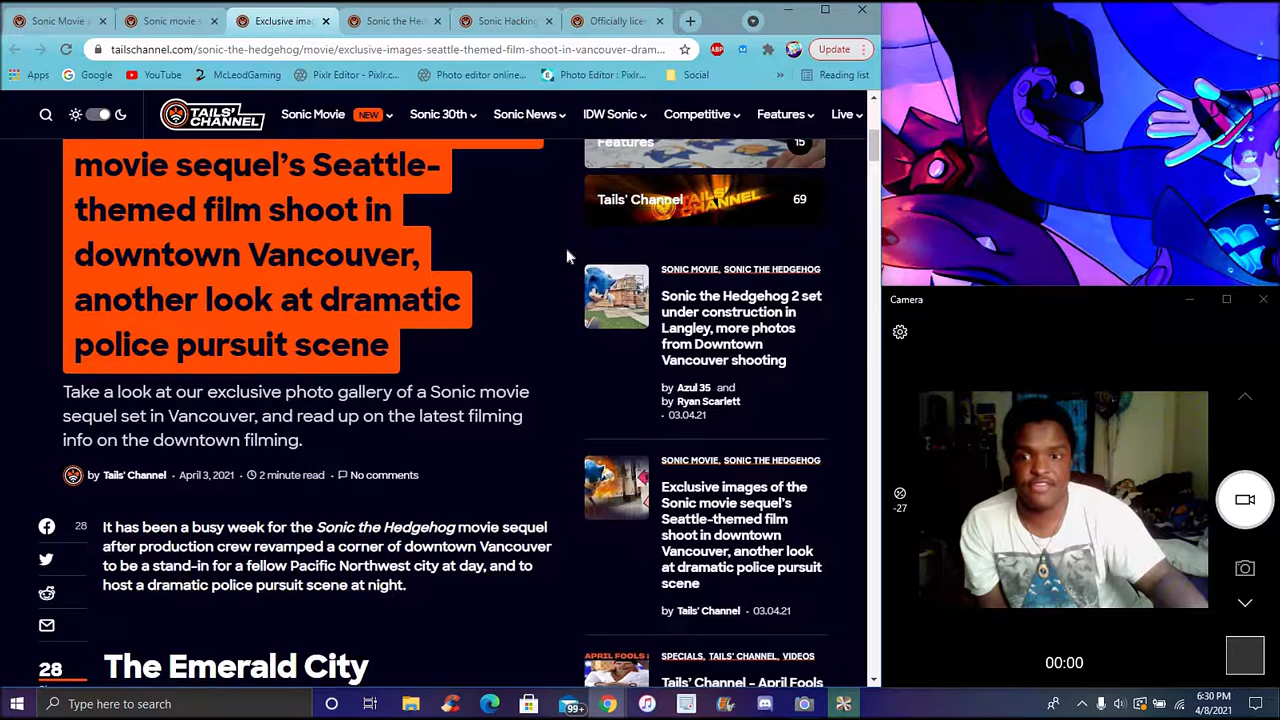 Sonic Movie
Sonic movie s
Exclusive imag
Sonic the Hed
Sonic Hacking
Officially lice
tailschannel.com/sonic-the-hedgehog/movie/exclusive-images-seattle-themed-film-shoot-in-vancouver-dram...
ABP
Update
Apps
Google
YouTube
McLeodGaming
Pixlr Editor - Pixlr.c...
Photo editor online...
Photo Editor : Pixlr...
Social
»
Reading list
TAILS' CHANNEL
Sonic Movie NEW
Sonic 30th
Sonic News
IDW Sonic
Competitive
Features
Live
movie sequel's Seattle-
themed film shoot in
downtown Vancouver,
another look at dramatic
police pursuit scene
Take a look at our exclusive photo gallery of a Sonic movie
sequel set in Vancouver, and read up on the latest filming
info on the downtown filming.
by Tails' Channel • April 3, 2021 • 2 minute read • No comments
28
It has been a busy week for the Sonic the Hedgehog movie sequel
after production crew revamped a corner of downtown Vancouver
to be a stand-in for a fellow Pacific Northwest city at day, and to
host a dramatic police pursuit scene at night.
28
The Emerald City
Features 15
Tails' Channel 69
SONIC MOVIE, SONIC THE HEDGEHOG
Sonic the Hedgehog 2 set
under construction in
Langley, more photos
from Downtown
Vancouver shooting
by Azul 35 and
by Ryan Scarlett
• 03.04.21
SONIC MOVIE, SONIC THE HEDGEHOG
Exclusive images of the
Sonic movie sequel's
Seattle-themed film
shoot in downtown
Vancouver, another look
at dramatic police pursuit
scene
by Tails' Channel • 03.04.21
APRIL FOOLS
SPECIALS, TAILS' CHANNEL, VIDEOS
Tails' Channel – April Fools
Camera
-27
00:00
Type here to search
99+
6:30 PM
4/8/2021